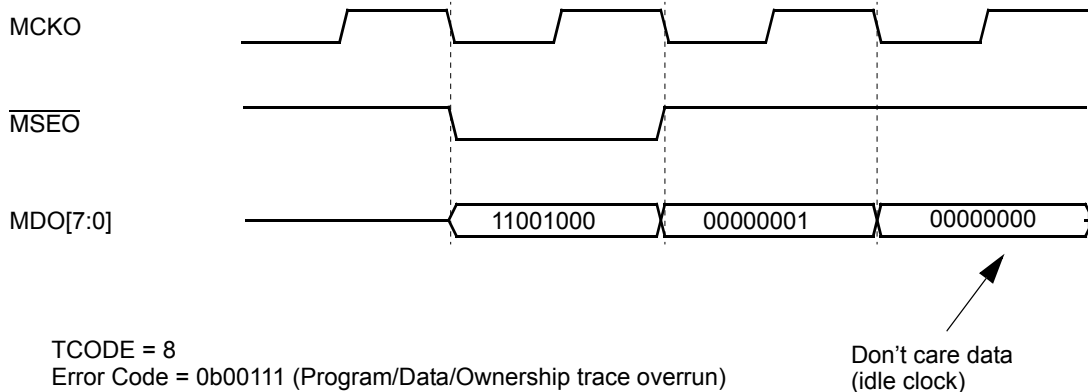 MCKO
MSEO
MDO[7:0]
11001000
00000001
00000000
TCODE = 8
Error Code = 0b00111 (Program/Data/Ownership trace overrun)
Don't care data
(idle clock)